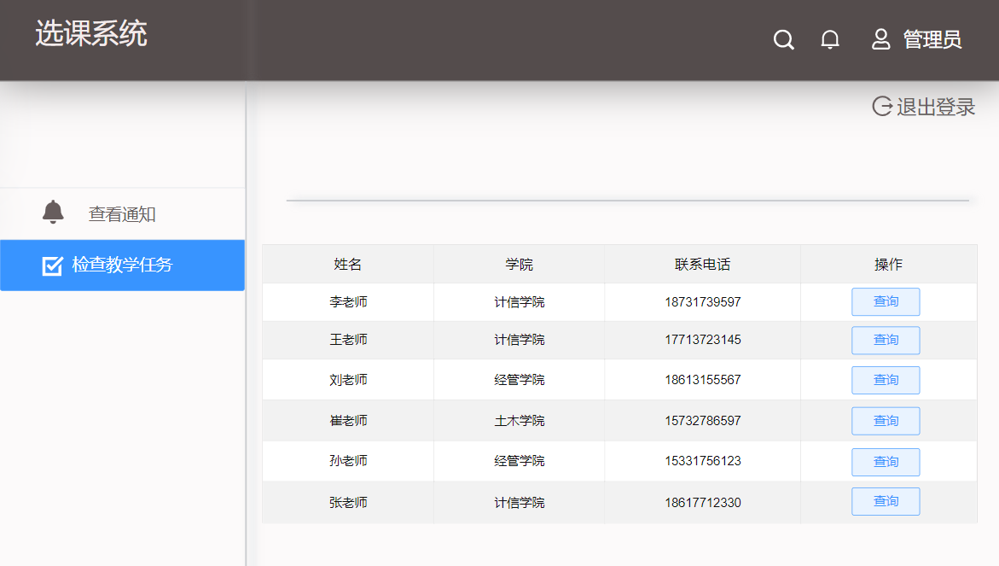 选课系统
管理员
退出登录
查看通知
检查教学任务
姓名 学院 联系电话 操作
李老师 计信学院 18731739597 查询
王老师 计信学院 17713723145 查询
刘老师 经管学院 18613155567 查询
崔老师 土木学院 15732786597 查询
孙老师 经管学院 15331756123 查询
张老师 计信学院 18617712330 查询